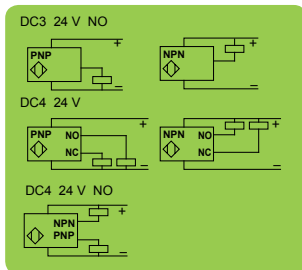 DC3 24 V NO
PNP + −
NPN + −
DC4 24 V
PNP NO NC + −
NPN NO NC + −
DC4 24 V NO
NPN PNP + −